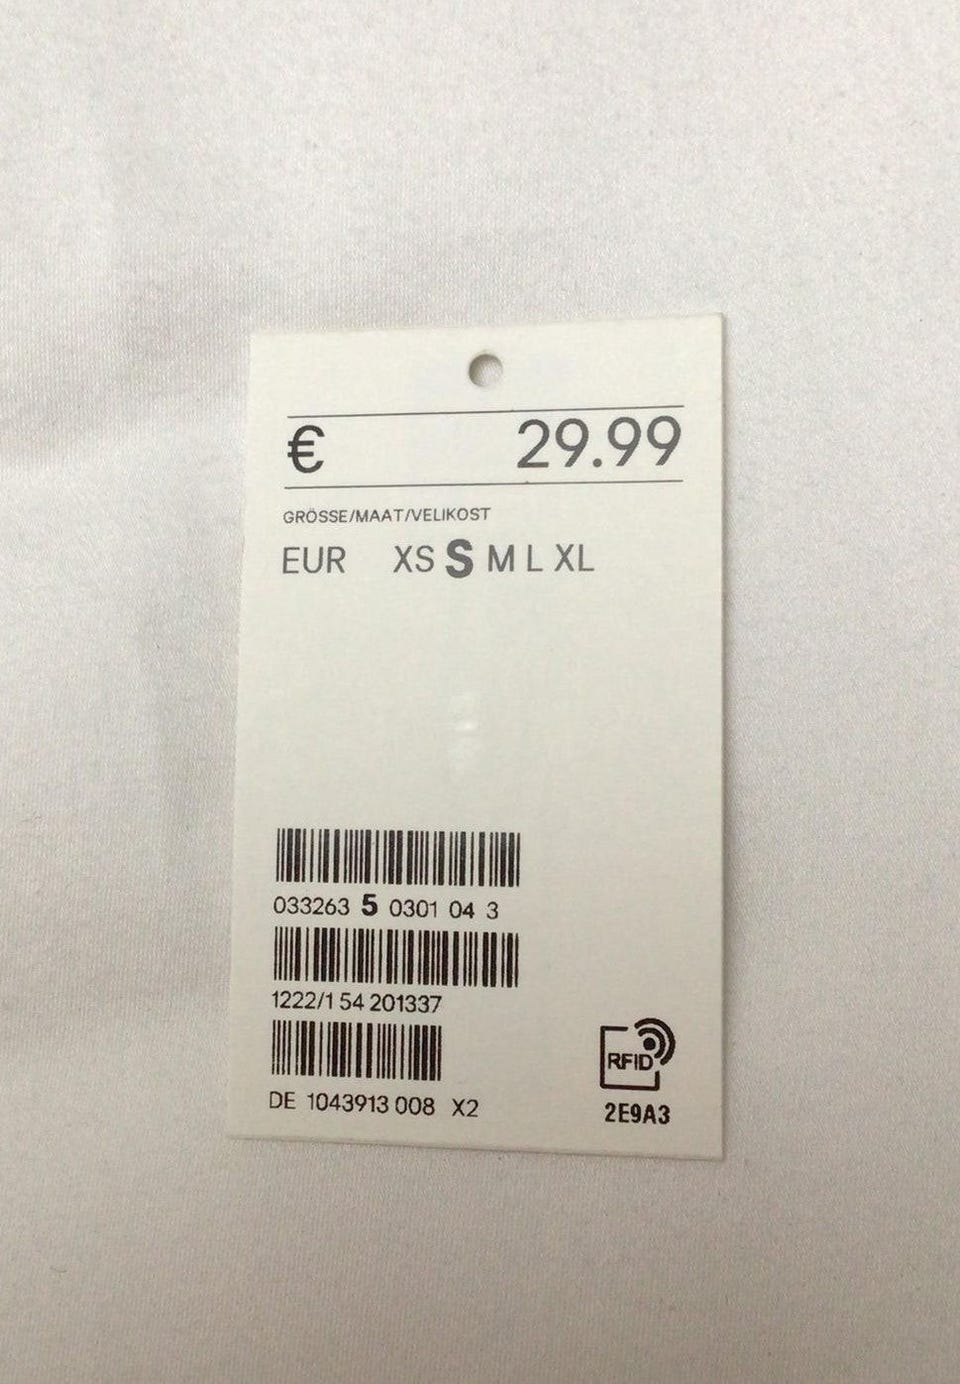 € 29.99
GRÖSSE/MAAT/VELIKOST
EUR XS S M L XL
033263 5 0301 04 3
1222/1 54 201337
DE 1043913 008 X2
RFID
2E9A3